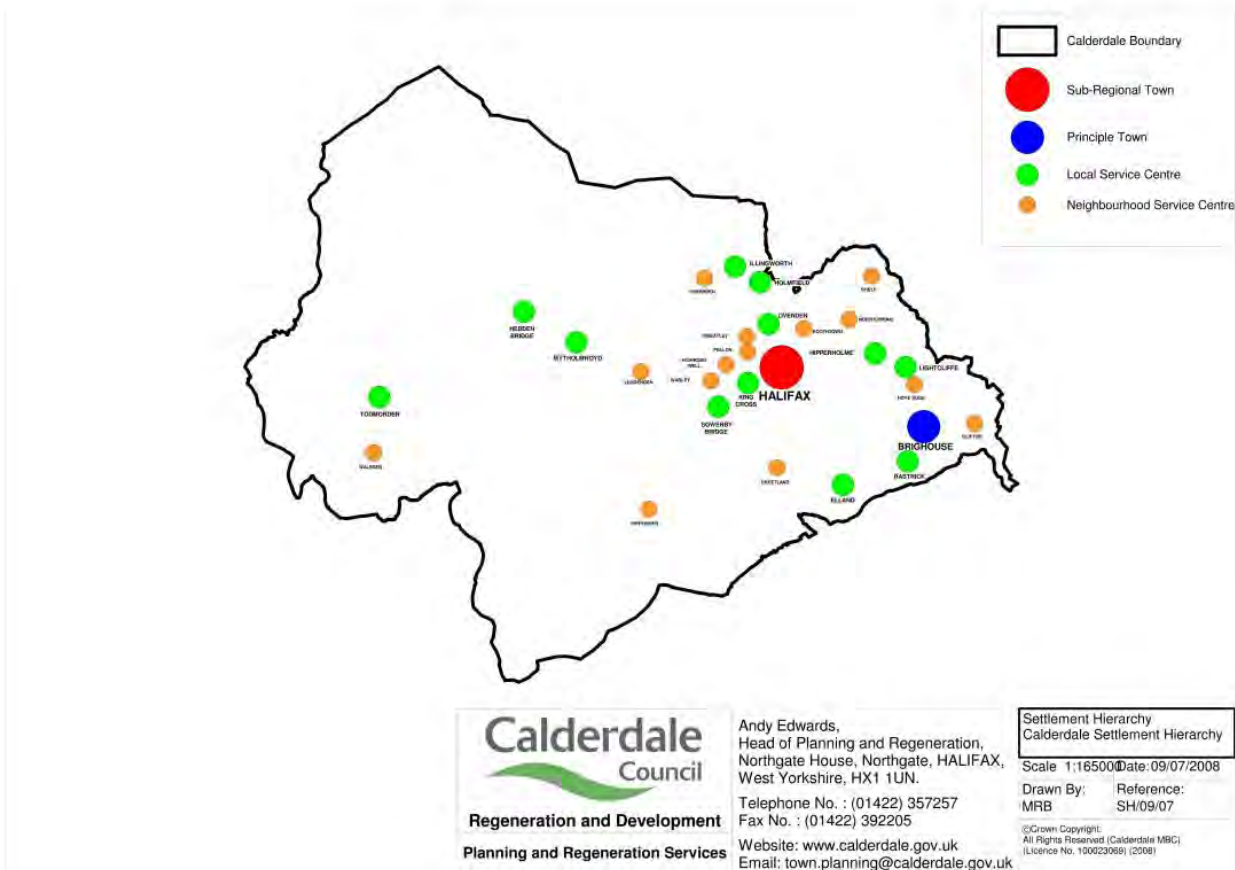 Calderdale Boundary
Sub-Regional Town
Principle Town
Local Service Centre
Neighbourhood Service Centre
ILLINGWORTH
HOLMFIELD
OVENDEN
HEBDEN
BRIDGE
MYTHOLMROYD
HIPPERHOLME
LIGHTCLIFFE
TODMORDEN
KING
CROSS
HALIFAX
SOWERBY
BRIDGE
BRIGHOUSE
RASTRICK
ELLAND
Calderdale
Council
Regeneration and Development
Planning and Regeneration Services
Andy Edwards,
Head of Planning and Regeneration,
Northgate House, Northgate, HALIFAX,
West Yorkshire, HX1 1UN.
Telephone No. : (01422) 357257
Fax No. : (01422) 392205
Website: www.calderdale.gov.uk
Email: town.planning@calderdale.gov.uk
Settlement Hierarchy
Calderdale Settlement Hierarchy
Scale 1:165000 Date: 09/07/2008
Drawn By: Reference:
MRB SH/09/07
©Crown Copyright.
All Rights Reserved (Calderdale MBC)
(Licence No. 100023069) (2008)